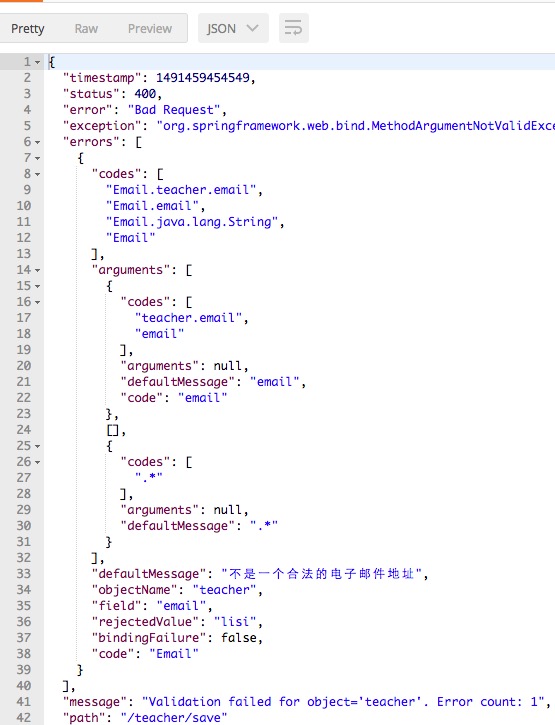 Pretty Raw Preview JSON
1 {
2 "timestamp": 1491459454549,
3 "status": 400,
4 "error": "Bad Request",
5 "exception": "org.springframework.web.bind.MethodArgumentNotValidExce
6 "errors": [
7 {
8 "codes": [
9 "Email.teacher.email",
10 "Email.email",
11 "Email.java.lang.String",
12 "Email"
13 ],
14 "arguments": [
15 {
16 "codes": [
17 "teacher.email",
18 "email"
19 ],
20 "arguments": null,
21 "defaultMessage": "email",
22 "code": "email"
23 },
24 [],
25 {
26 "codes": [
27 ".*"
28 ],
29 "arguments": null,
30 "defaultMessage": ".*"
31 }
32 ],
33 "defaultMessage": "不是一个合法的电子邮件地址",
34 "objectName": "teacher",
35 "field": "email",
36 "rejectedValue": "lisi",
37 "bindingFailure": false,
38 "code": "Email"
39 }
40 ],
41 "message": "Validation failed for object='teacher'. Error count: 1",
42 "path": "/teacher/save"